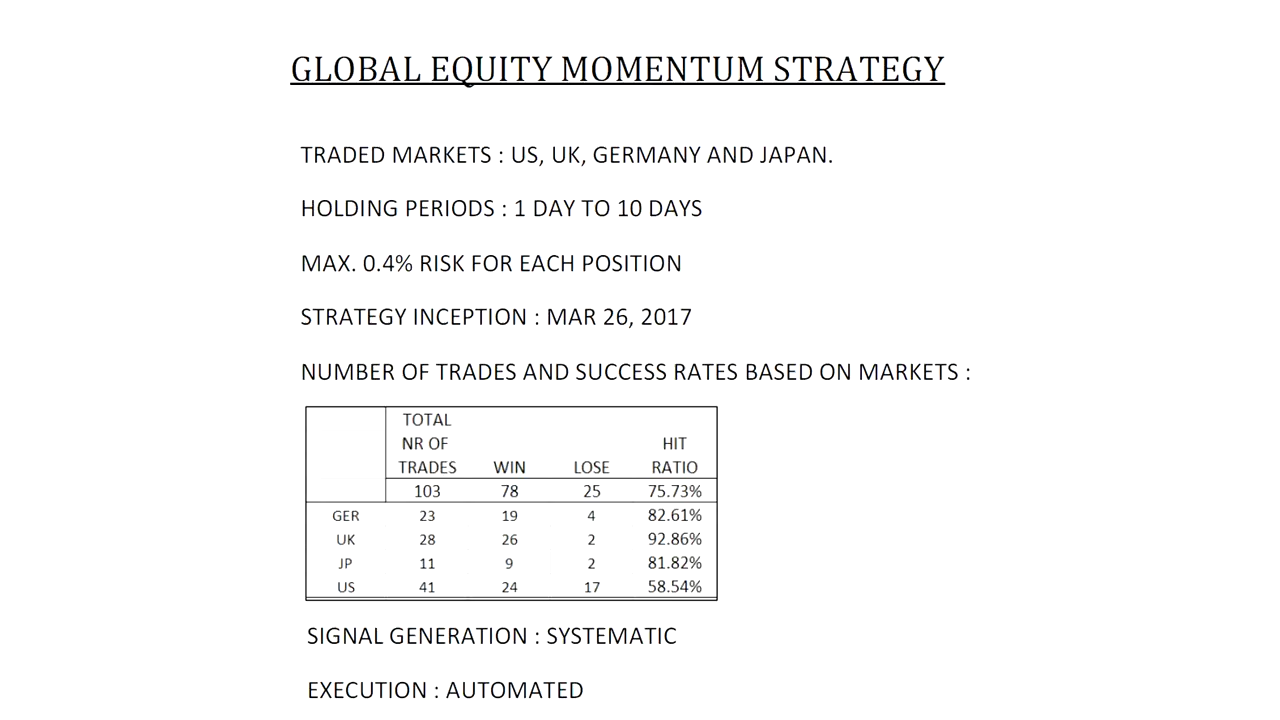 GLOBAL EQUITY MOMENTUM STRATEGY
TRADED MARKETS : US, UK, GERMANY AND JAPAN.
HOLDING PERIODS : 1 DAY TO 10 DAYS
MAX. 0.4% RISK FOR EACH POSITION
STRATEGY INCEPTION : MAR 26, 2017
NUMBER OF TRADES AND SUCCESS RATES BASED ON MARKETS :
TOTAL
NR OF HIT
TRADES WIN LOSE RATIO
103 78 25 75.73%
GER 23 19 4 82.61%
UK 28 26 2 92.86%
JP 11 9 2 81.82%
US 41 24 17 58.54%
SIGNAL GENERATION : SYSTEMATIC
EXECUTION : AUTOMATED